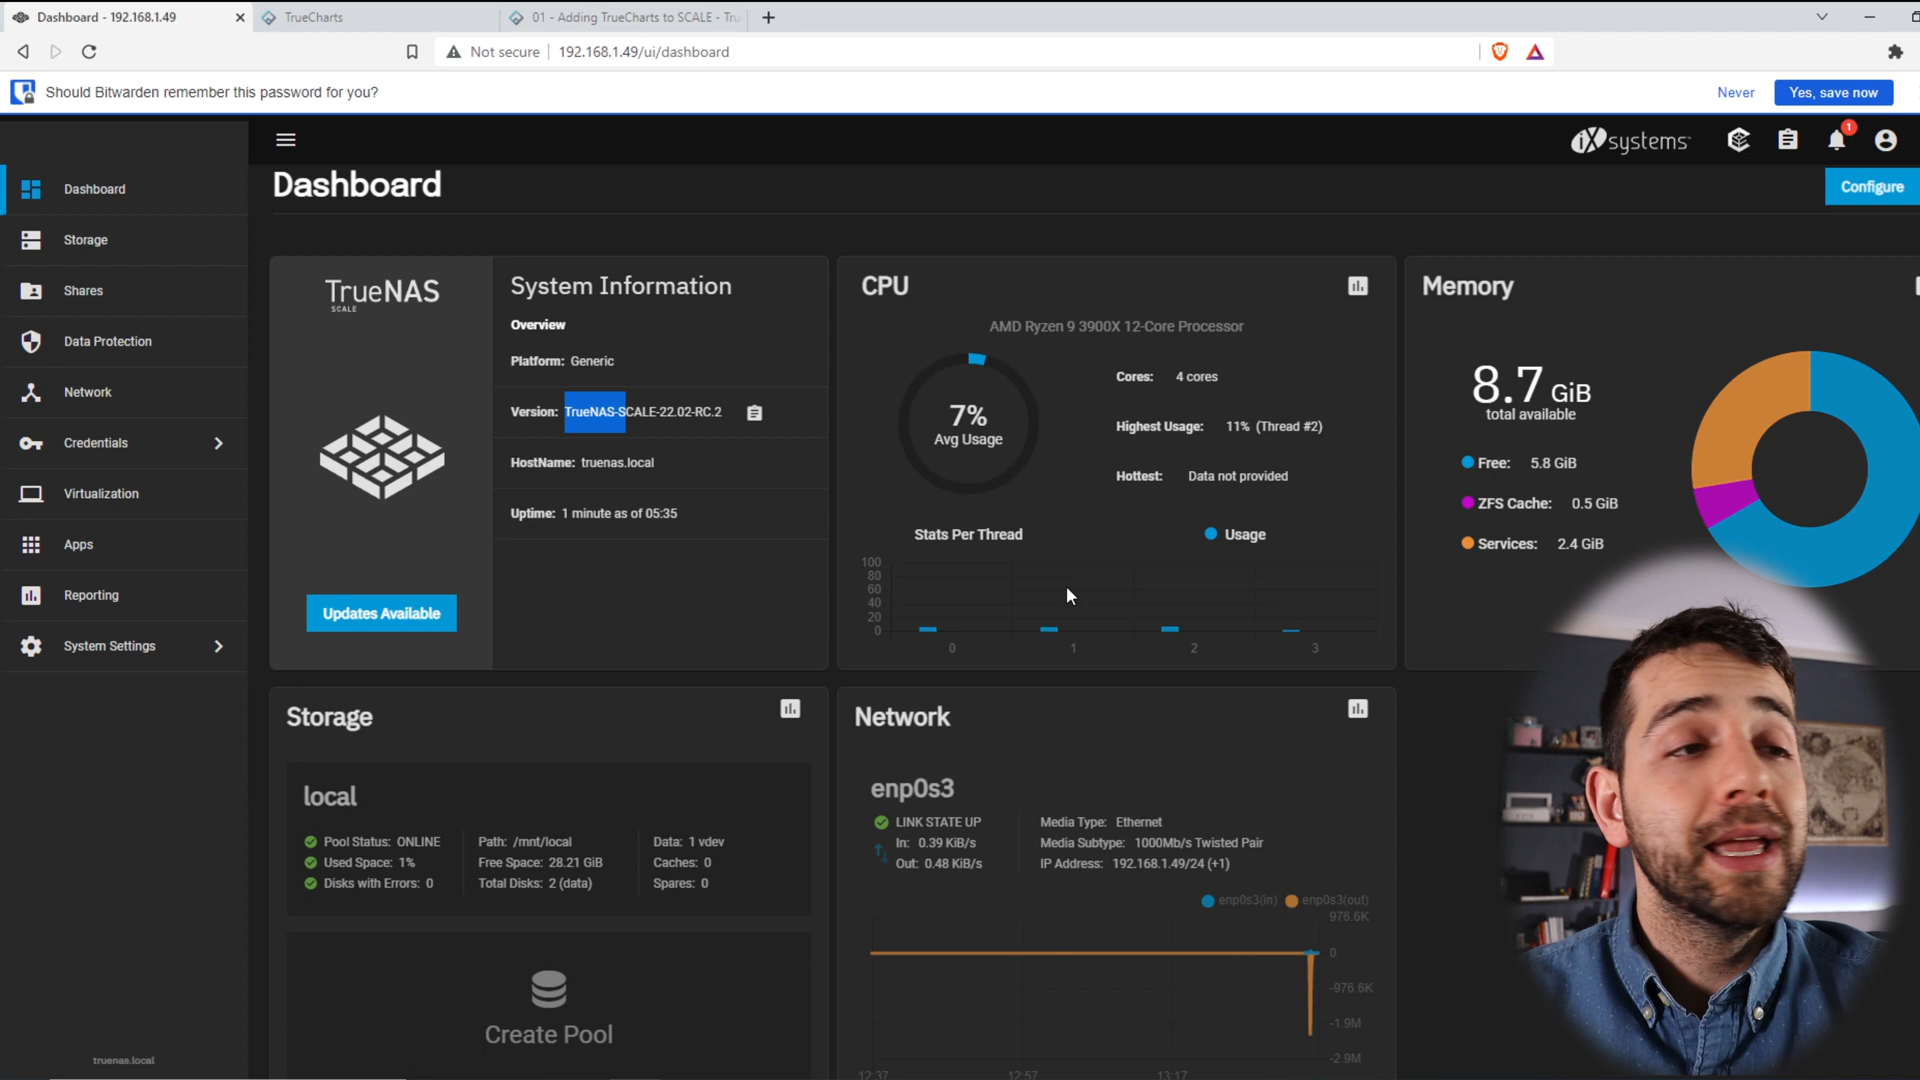 Dashboard - 192.168.1.49
TrueCharts
01 - Adding TrueCharts to SCALE - Tru
Not secure
192.168.1.49/ui/dashboard
Should Bitwarden remember this password for you?
Never
Yes, save now
iXsystems
1
Dashboard
Storage
Shares
Data Protection
Network
Credentials
Virtualization
Apps
Reporting
System Settings
truenas.local
Dashboard
Configure
TrueNAS
SCALE
Updates Available
System Information
Overview
Platform: Generic
Version: TrueNAS-SCALE-22.02-RC.2
HostName: truenas.local
Uptime: 1 minute as of 05:35
CPU
AMD Ryzen 9 3900X 12-Core Processor
7%
Avg Usage
Cores: 4 cores
Highest Usage: 11% (Thread #2)
Hottest: Data not provided
Stats Per Thread
Usage
100
80
60
40
20
0
0 1 2 3
Memory
8.7 GiB
total available
Free: 5.8 GiB
ZFS Cache: 0.5 GiB
Services: 2.4 GiB
Storage
local
Pool Status: ONLINE
Used Space: 1%
Disks with Errors: 0
Path: /mnt/local
Free Space: 28.21 GiB
Total Disks: 2 (data)
Data: 1 vdev
Caches: 0
Spares: 0
Create Pool
Network
enp0s3
LINK STATE UP
In: 0.39 KiB/s
Out: 0.48 KiB/s
Media Type: Ethernet
Media Subtype: 1000Mb/s Twisted Pair
IP Address: 192.168.1.49/24 (+1)
enp0s3(in) enp0s3(out)
976.6K
0
-976.6K
-1.9M
-2.9M
12:37 12:57 13:17